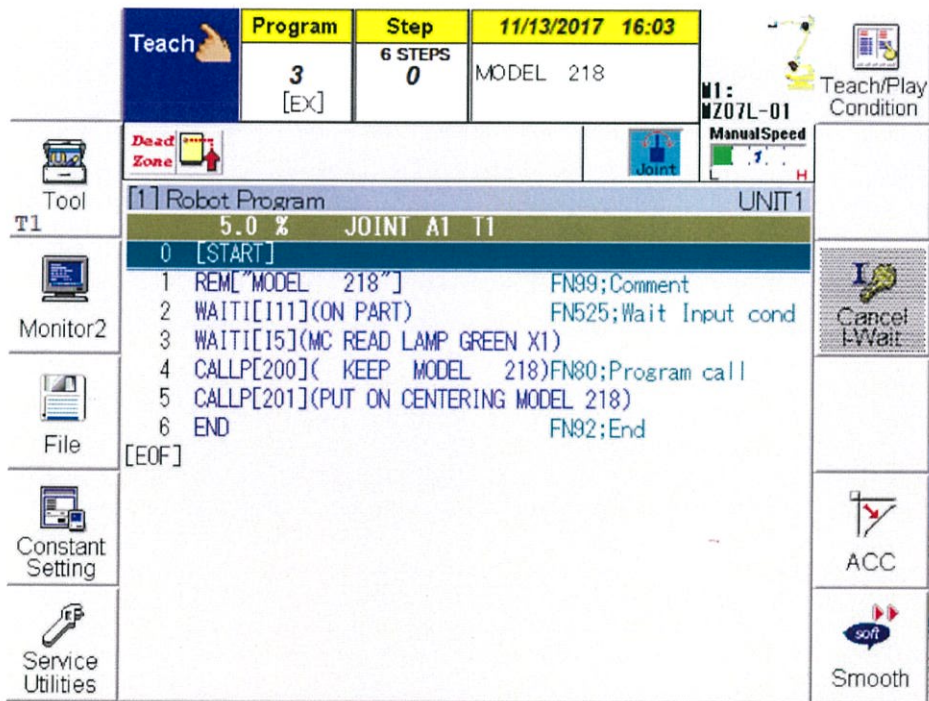 Teach
Program
3
[EX]
Step
6 STEPS
0
11/13/2017 16:03
MODEL 218
M1:
MZ07L-01
Teach/Play
Condition
Dead
Zone
Joint
Manual Speed
1
L H
Tool
T1
[1] Robot Program UNIT1
5.0 % JOINT A1 T1
0 [START]
1 REM["MODEL 218"] FN99;Comment
2 WAITI[I11](ON PART) FN525;Wait Input cond
3 WAITI[I5](MC READ LAMP GREEN X1)
4 CALLP[200]( KEEP MODEL 218)FN80;Program call
5 CALLP[201](PUT ON CENTERING MODEL 218)
6 END FN92;End
[EOF]
Monitor2
File
Constant
Setting
Service
Utilities
I
Cancel
I-Wait
ACC
soft
Smooth